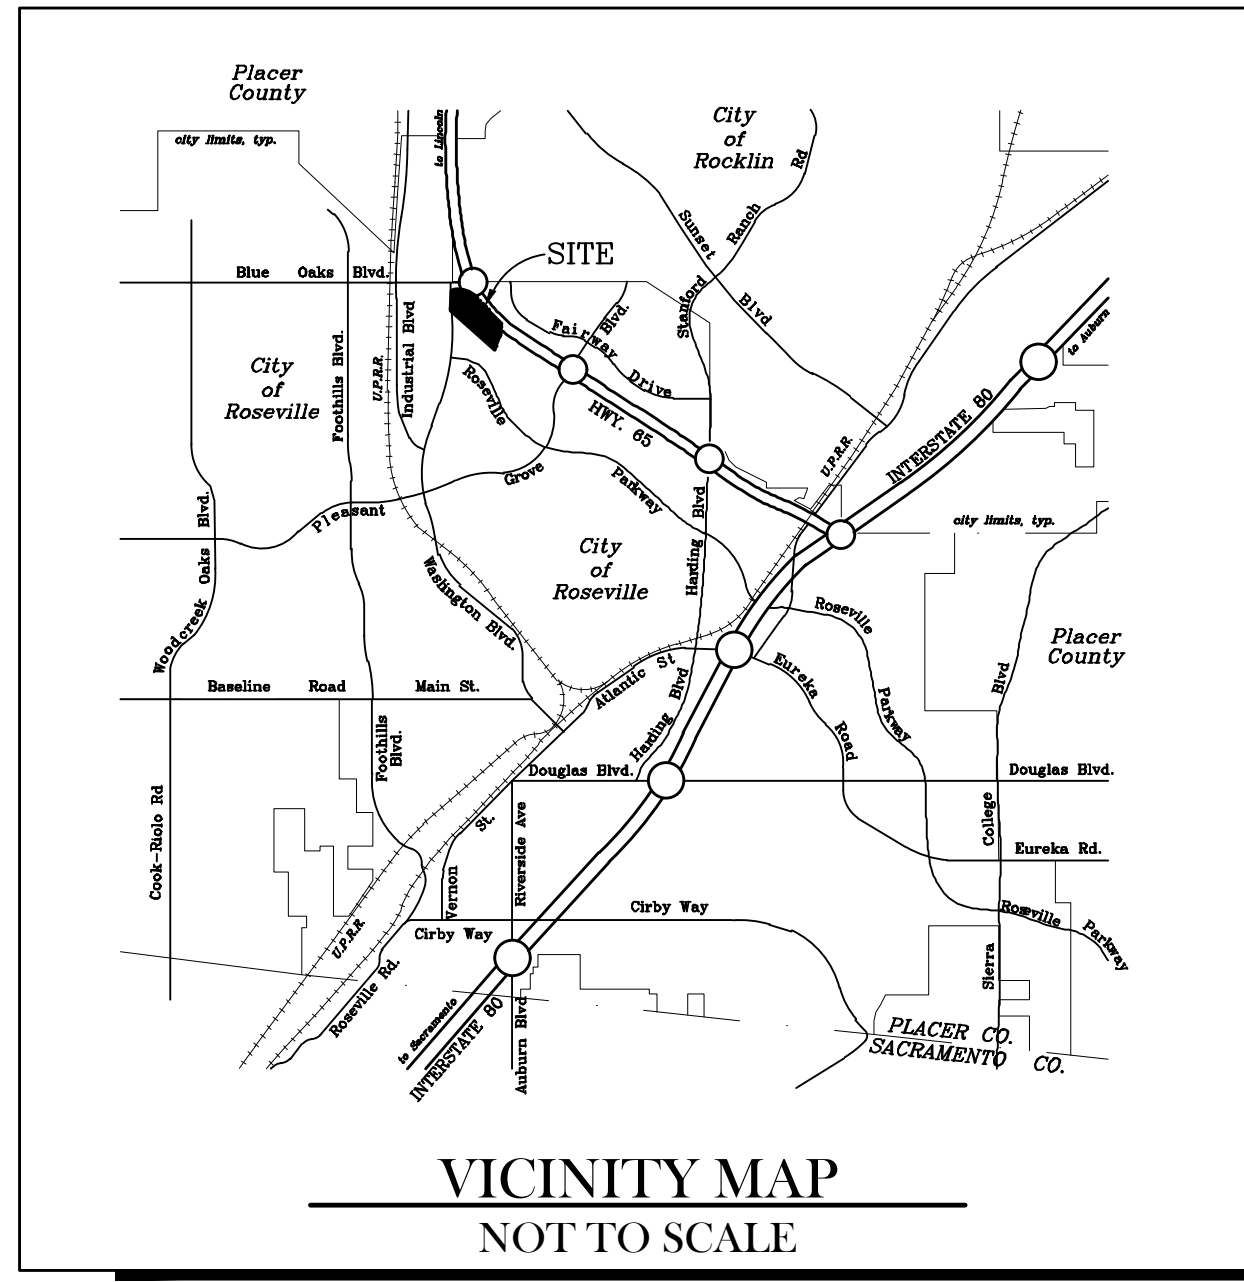 Placer
County
city limits, typ.
to Lincoln
City
of
Rocklin
Rd
Ranch
Stanford
Sunset
Blvd
SITE
Blue Oaks Blvd.
Industrial Blvd
U.P.R.R.
Foothills Blvd.
City
of
Roseville
Fairway
Drive
Blvd.
HWY. 65
Roseville
Parkway
Grove
Pleasant
to Auburn
INTERSTATE 80
U.P.R.R.
Harding Blvd
city limits, typ.
City
of
Roseville
Woodcreek Oaks Blvd.
Washington Blvd.
Roseville
Parkway
Placer
County
Eureka
Road
Atlantic St
Harding Blvd
Baseline Road
Main St.
Foothills
Blvd.
Douglas Blvd.
Douglas Blvd.
Cook-Riolo Rd
Vernon St.
Riverside Ave
Sierra College Blvd
Eureka Rd.
Cirby Way
Cirby Way
Roseville Parkway
U.P.R.R.
Roseville Rd.
to Sacramento
INTERSTATE 80
Auburn Blvd
PLACER CO.
SACRAMENTO CO.
VICINITY MAP
NOT TO SCALE